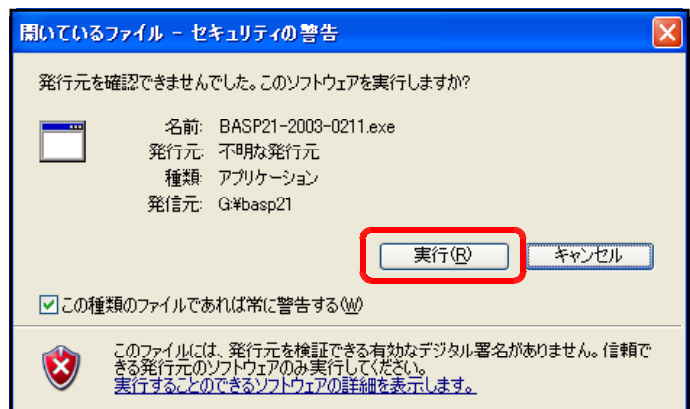 開いているファイル - セキュリティの警告
発行元を確認できませんでした。このソフトウェアを実行しますか?
名前: BASP21-2003-0211.exe
発行元: 不明な発行元
種類: アプリケーション
発信元: G:¥basp21
実行(R)
キャンセル
この種類のファイルであれば常に警告する(W)
このファイルには、発行元を検証できる有効なデジタル署名がありません。信頼で
きる発行元のソフトウェアのみ実行してください。
実行することのできるソフトウェアの詳細を表示します。